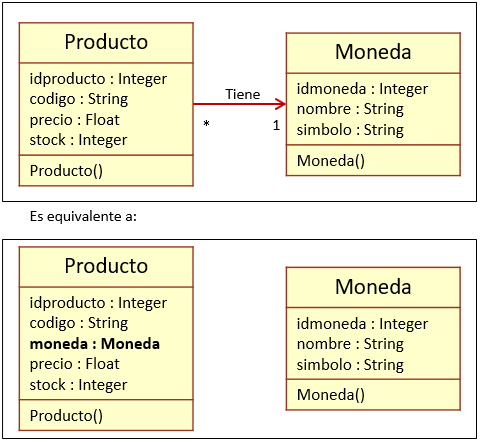 Producto
idproducto : Integer
codigo : String
precio : Float
stock : Integer
Producto()
Tiene
*
1
Moneda
idmoneda : Integer
nombre : String
simbolo : String
Moneda()
Es equivalente a:
Producto
idproducto : Integer
codigo : String
moneda : Moneda
precio : Float
stock : Integer
Producto()
Moneda
idmoneda : Integer
nombre : String
simbolo : String
Moneda()